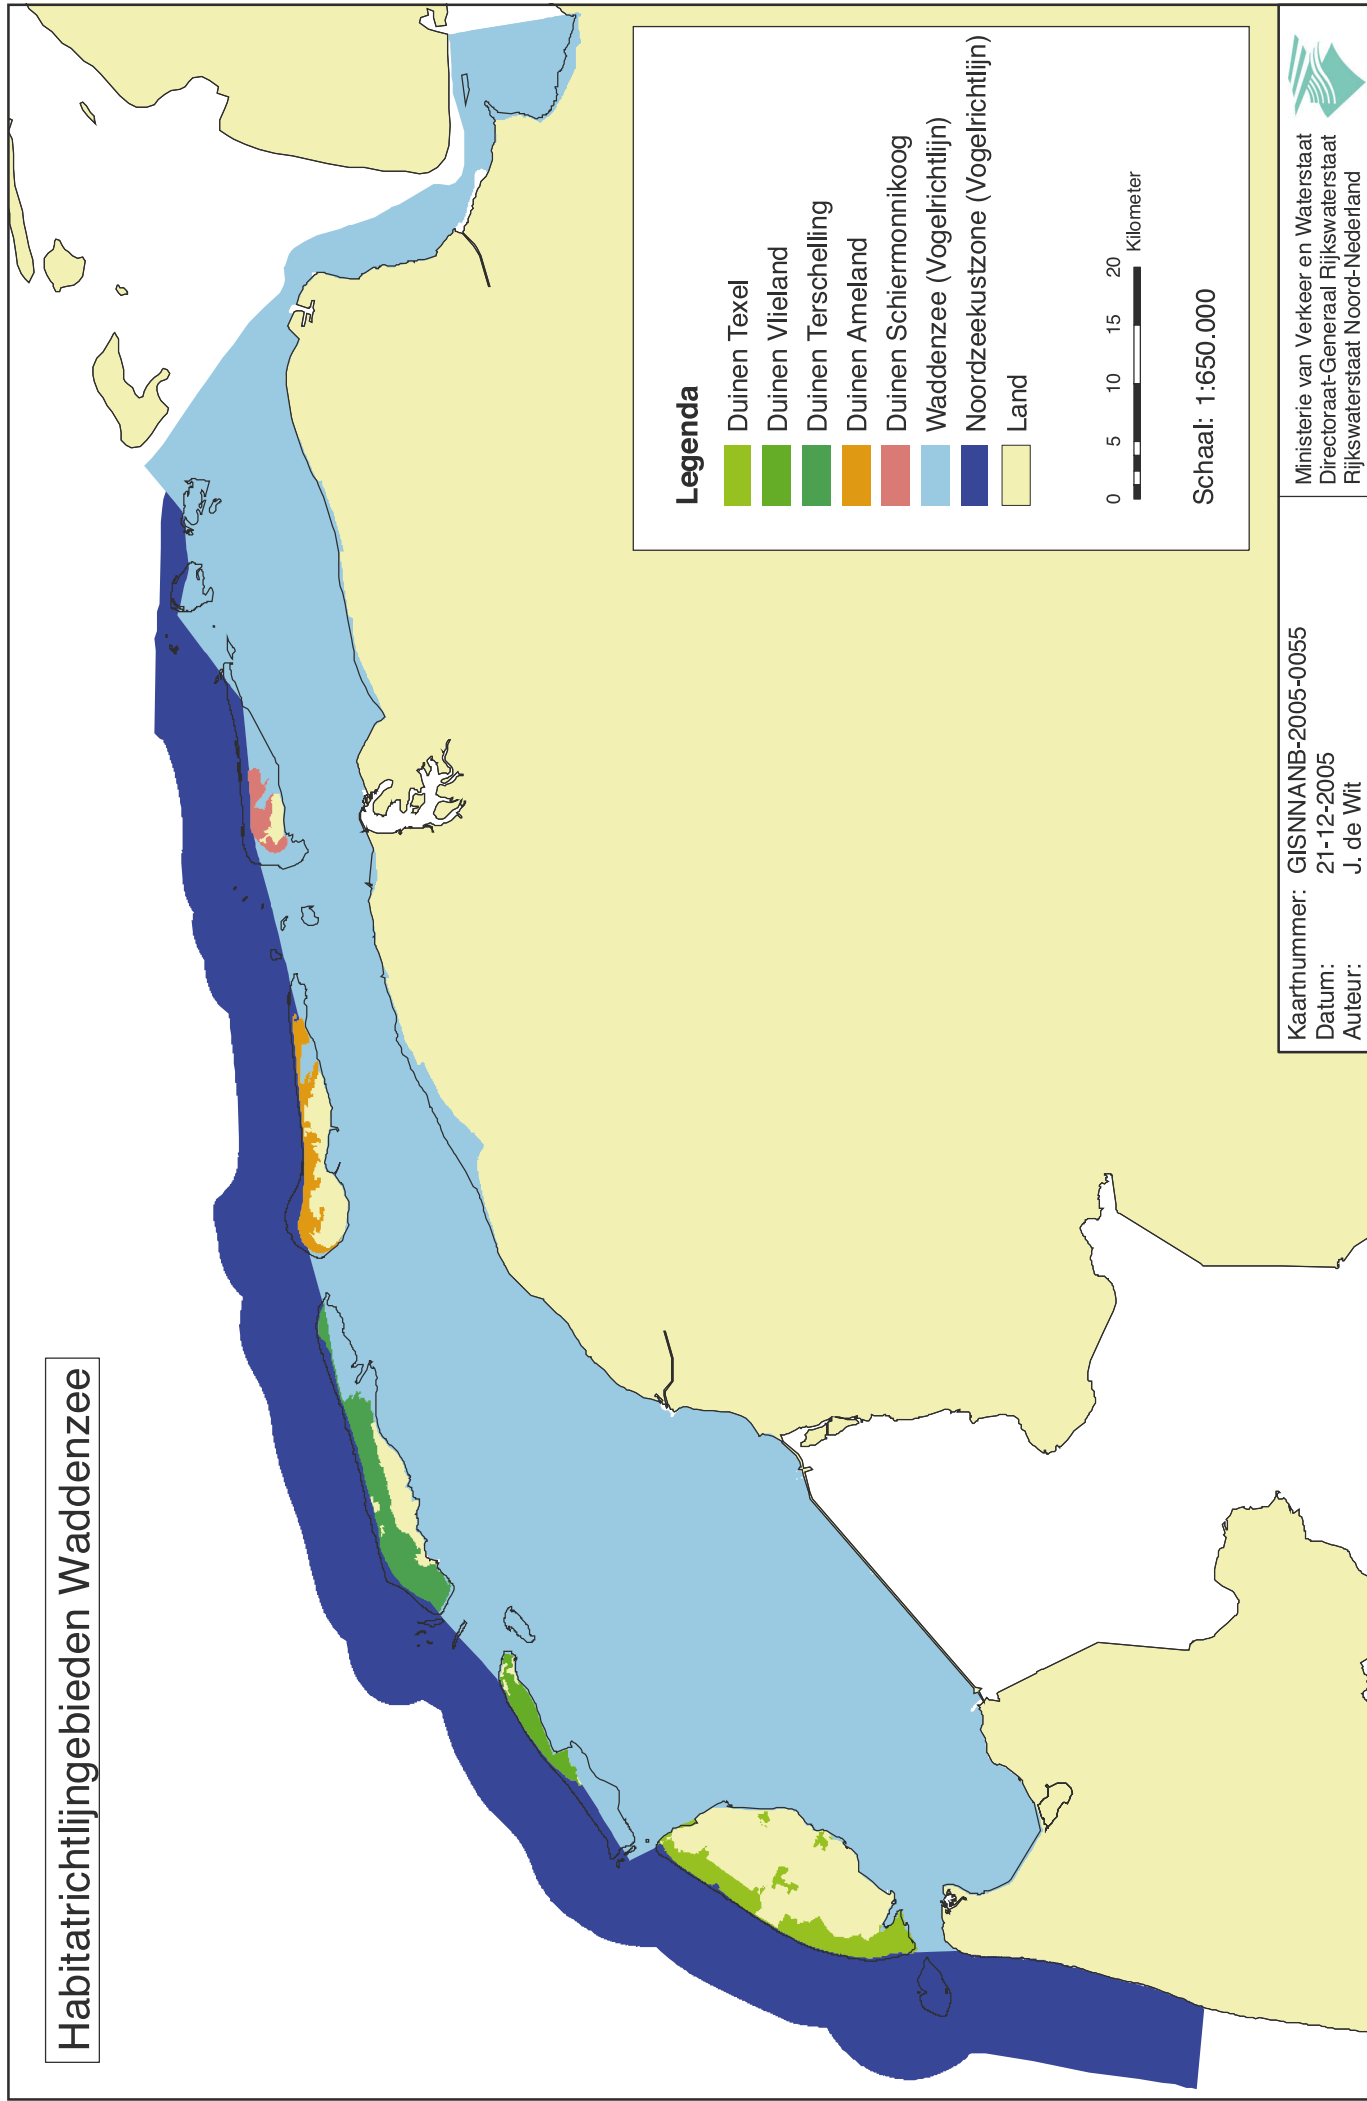 Habitatrichtlijngebieden Waddenzee
Legenda
Duinen Texel
Duinen Vlieland
Duinen Terschelling
Duinen Ameland
Duinen Schiermonnikoog
Waddenzee (Vogelrichtlijn)
Noordzeekustzone (Vogelrichtlijn)
Land
0 5 10 15 20 Kilometer
Schaal: 1:650.000
Kaartnummer: GISNNANB-2005-0055
Datum: 21-12-2005
Auteur: J. de Wit
Ministerie van Verkeer en Waterstaat
Directoraat-Generaal Rijkswaterstaat
Rijkswaterstaat Noord-Nederland